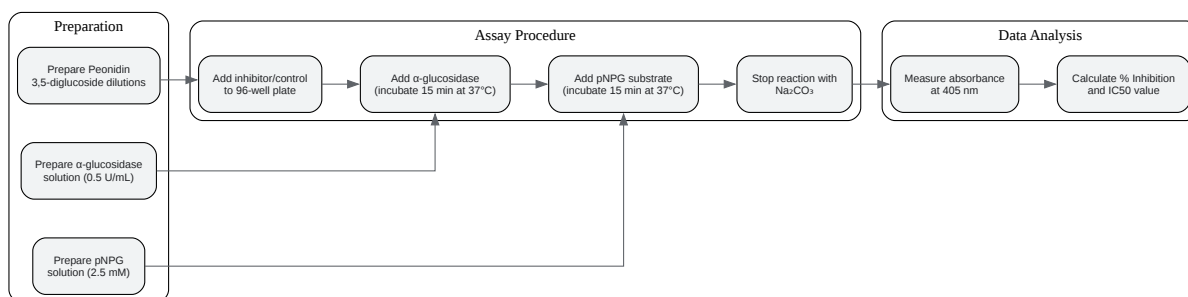 Preparation
Prepare Peonidin
3,5-diglucoside dilutions
Prepare α-glucosidase
solution (0.5 U/mL)
Prepare pNPG
solution (2.5 mM)
Assay Procedure
Add inhibitor/control
to 96-well plate
Add α-glucosidase
(incubate 15 min at 37°C)
Add pNPG substrate
(incubate 15 min at 37°C)
Stop reaction with
Na₂CO₃
Data Analysis
Measure absorbance
at 405 nm
Calculate % Inhibition
and IC50 value